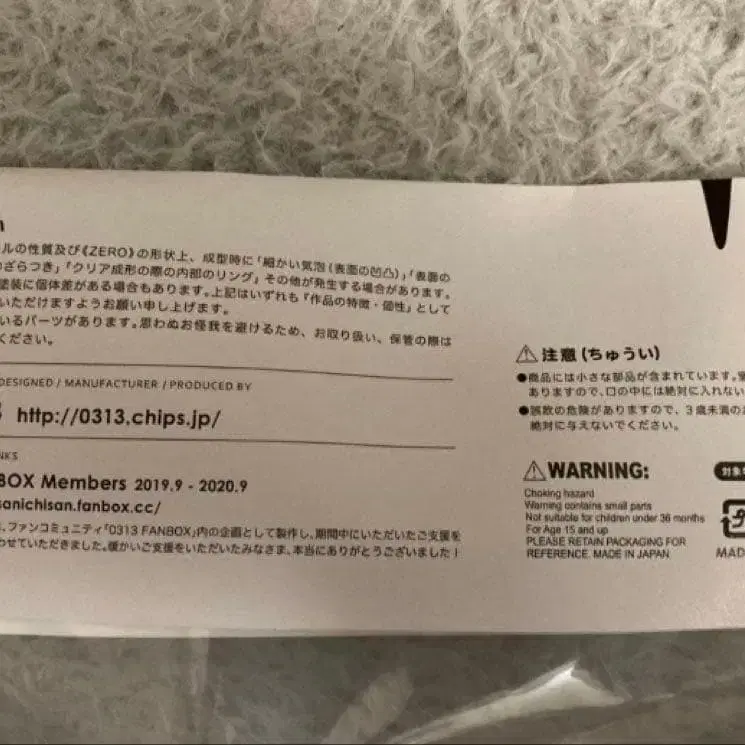 ルの性質及び《ZERO》の形状上、成型時に「細かい気泡(表面の凹凸)」「表面の
ざらつき」「クリア成形の際の内部のリング」その他が発生する場合があります。
塗装に個体差がある場合もあります。上記はいずれも『作品の特徴・個性』として
いただけますようお願い申し上げます。
いるパーツがあります。思わぬお怪我を避けるため、お取り扱い、保管の際は
ください。
DESIGNED / MANUFACTURER / PRODUCED BY
http://0313.chips.jp/
NKS
BOX Members 2019.9 - 2020.9
sanichisan.fanbox.cc/
、ファンコミュニティ「0313 FANBOX」内の企画として製作し、期間中にいただいたご支援を
わせていただきました。暖かいご支援をいただいたみなさま、本当にありがとうございました!
⚠注意(ちゅうい)
●商品には小さな部品が含まれています。
ありますので、口の中には絶対に入れない
●誤飲の危険がありますので、3歳未満のお
絶対に与えないでください。
⚠WARNING:
Choking hazard
Warning contains small parts
Not suitable for children under 36 months
For Age 15 and up
PLEASE RETAIN PACKAGING FOR
REFERENCE. MADE IN JAPAN
対象
プ
MAD